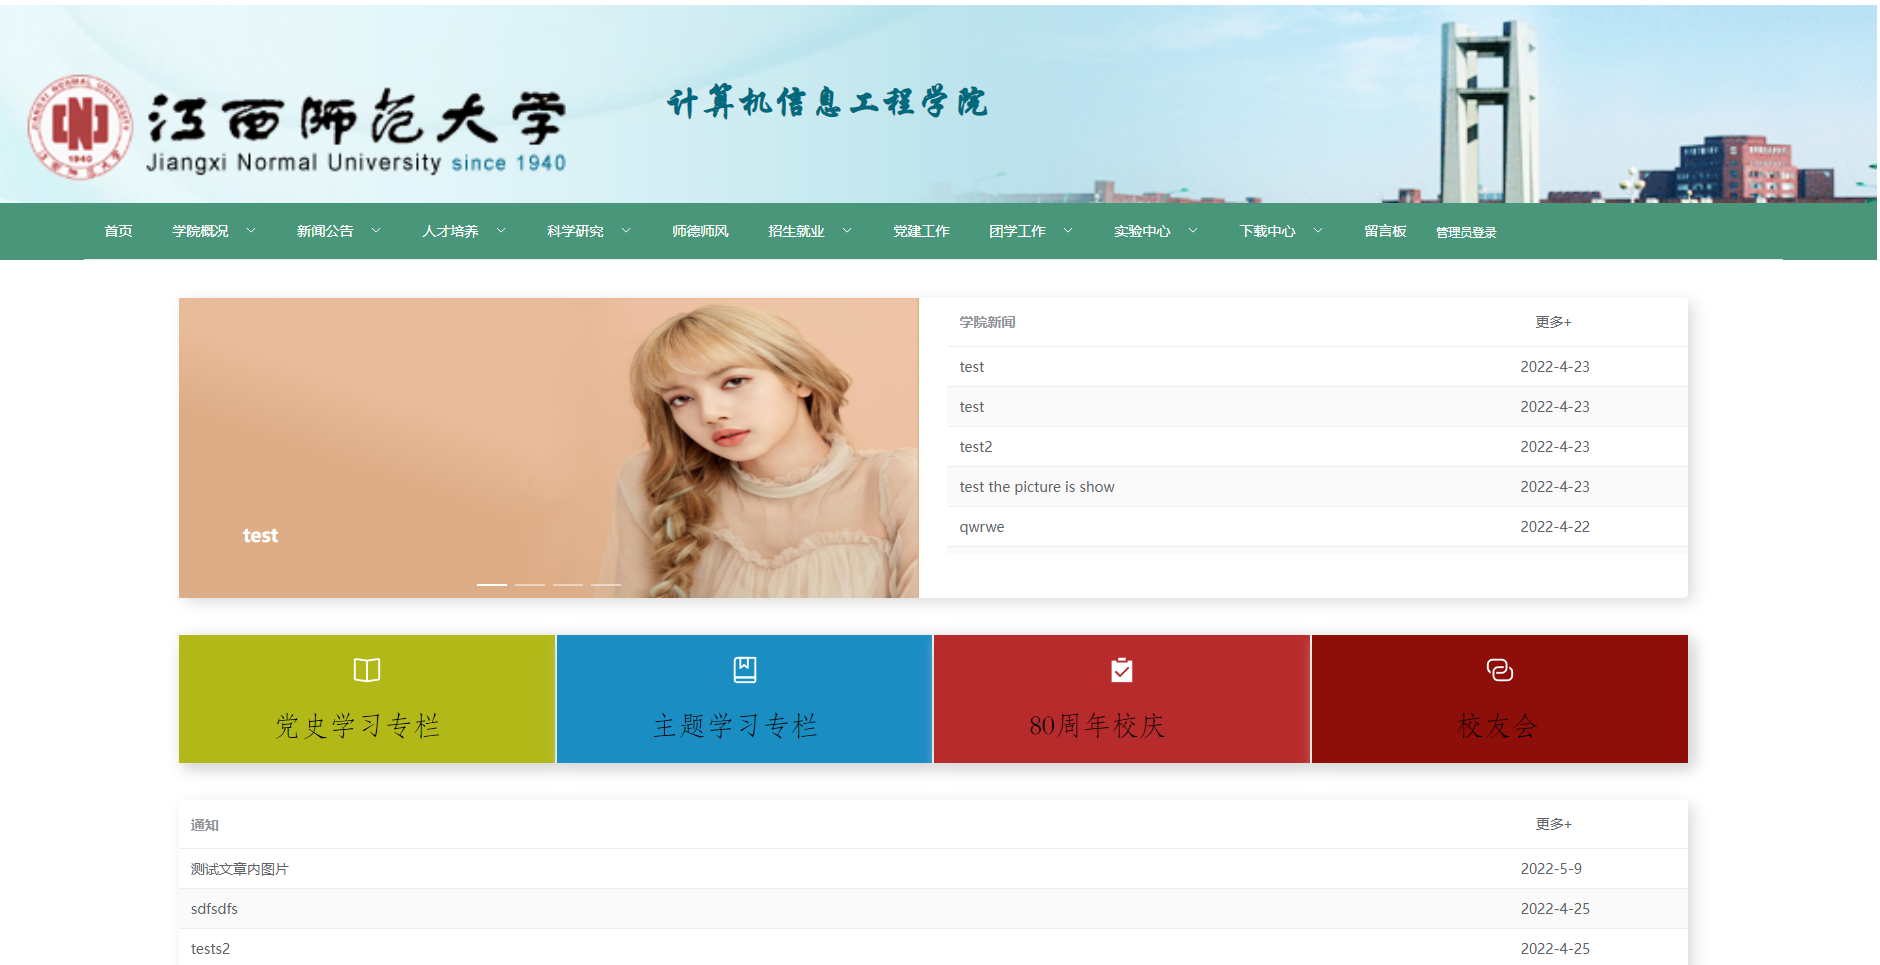 江西师范大学
Jiangxi Normal University since 1940
计算机信息工程学院
首页 学院概况 新闻公告 人才培养 科学研究 师德师风 招生就业 党建工作 团学工作 实验中心 下载中心 留言板 管理员登录
test
学院新闻 更多+
test 2022-4-23
test 2022-4-23
test2 2022-4-23
test the picture is show 2022-4-23
qwrwe 2022-4-22
党史学习专栏 主题学习专栏 80周年校庆 校友会
通知 更多+
测试文章内图片 2022-5-9
sdfsdfs 2022-4-25
tests2 2022-4-25